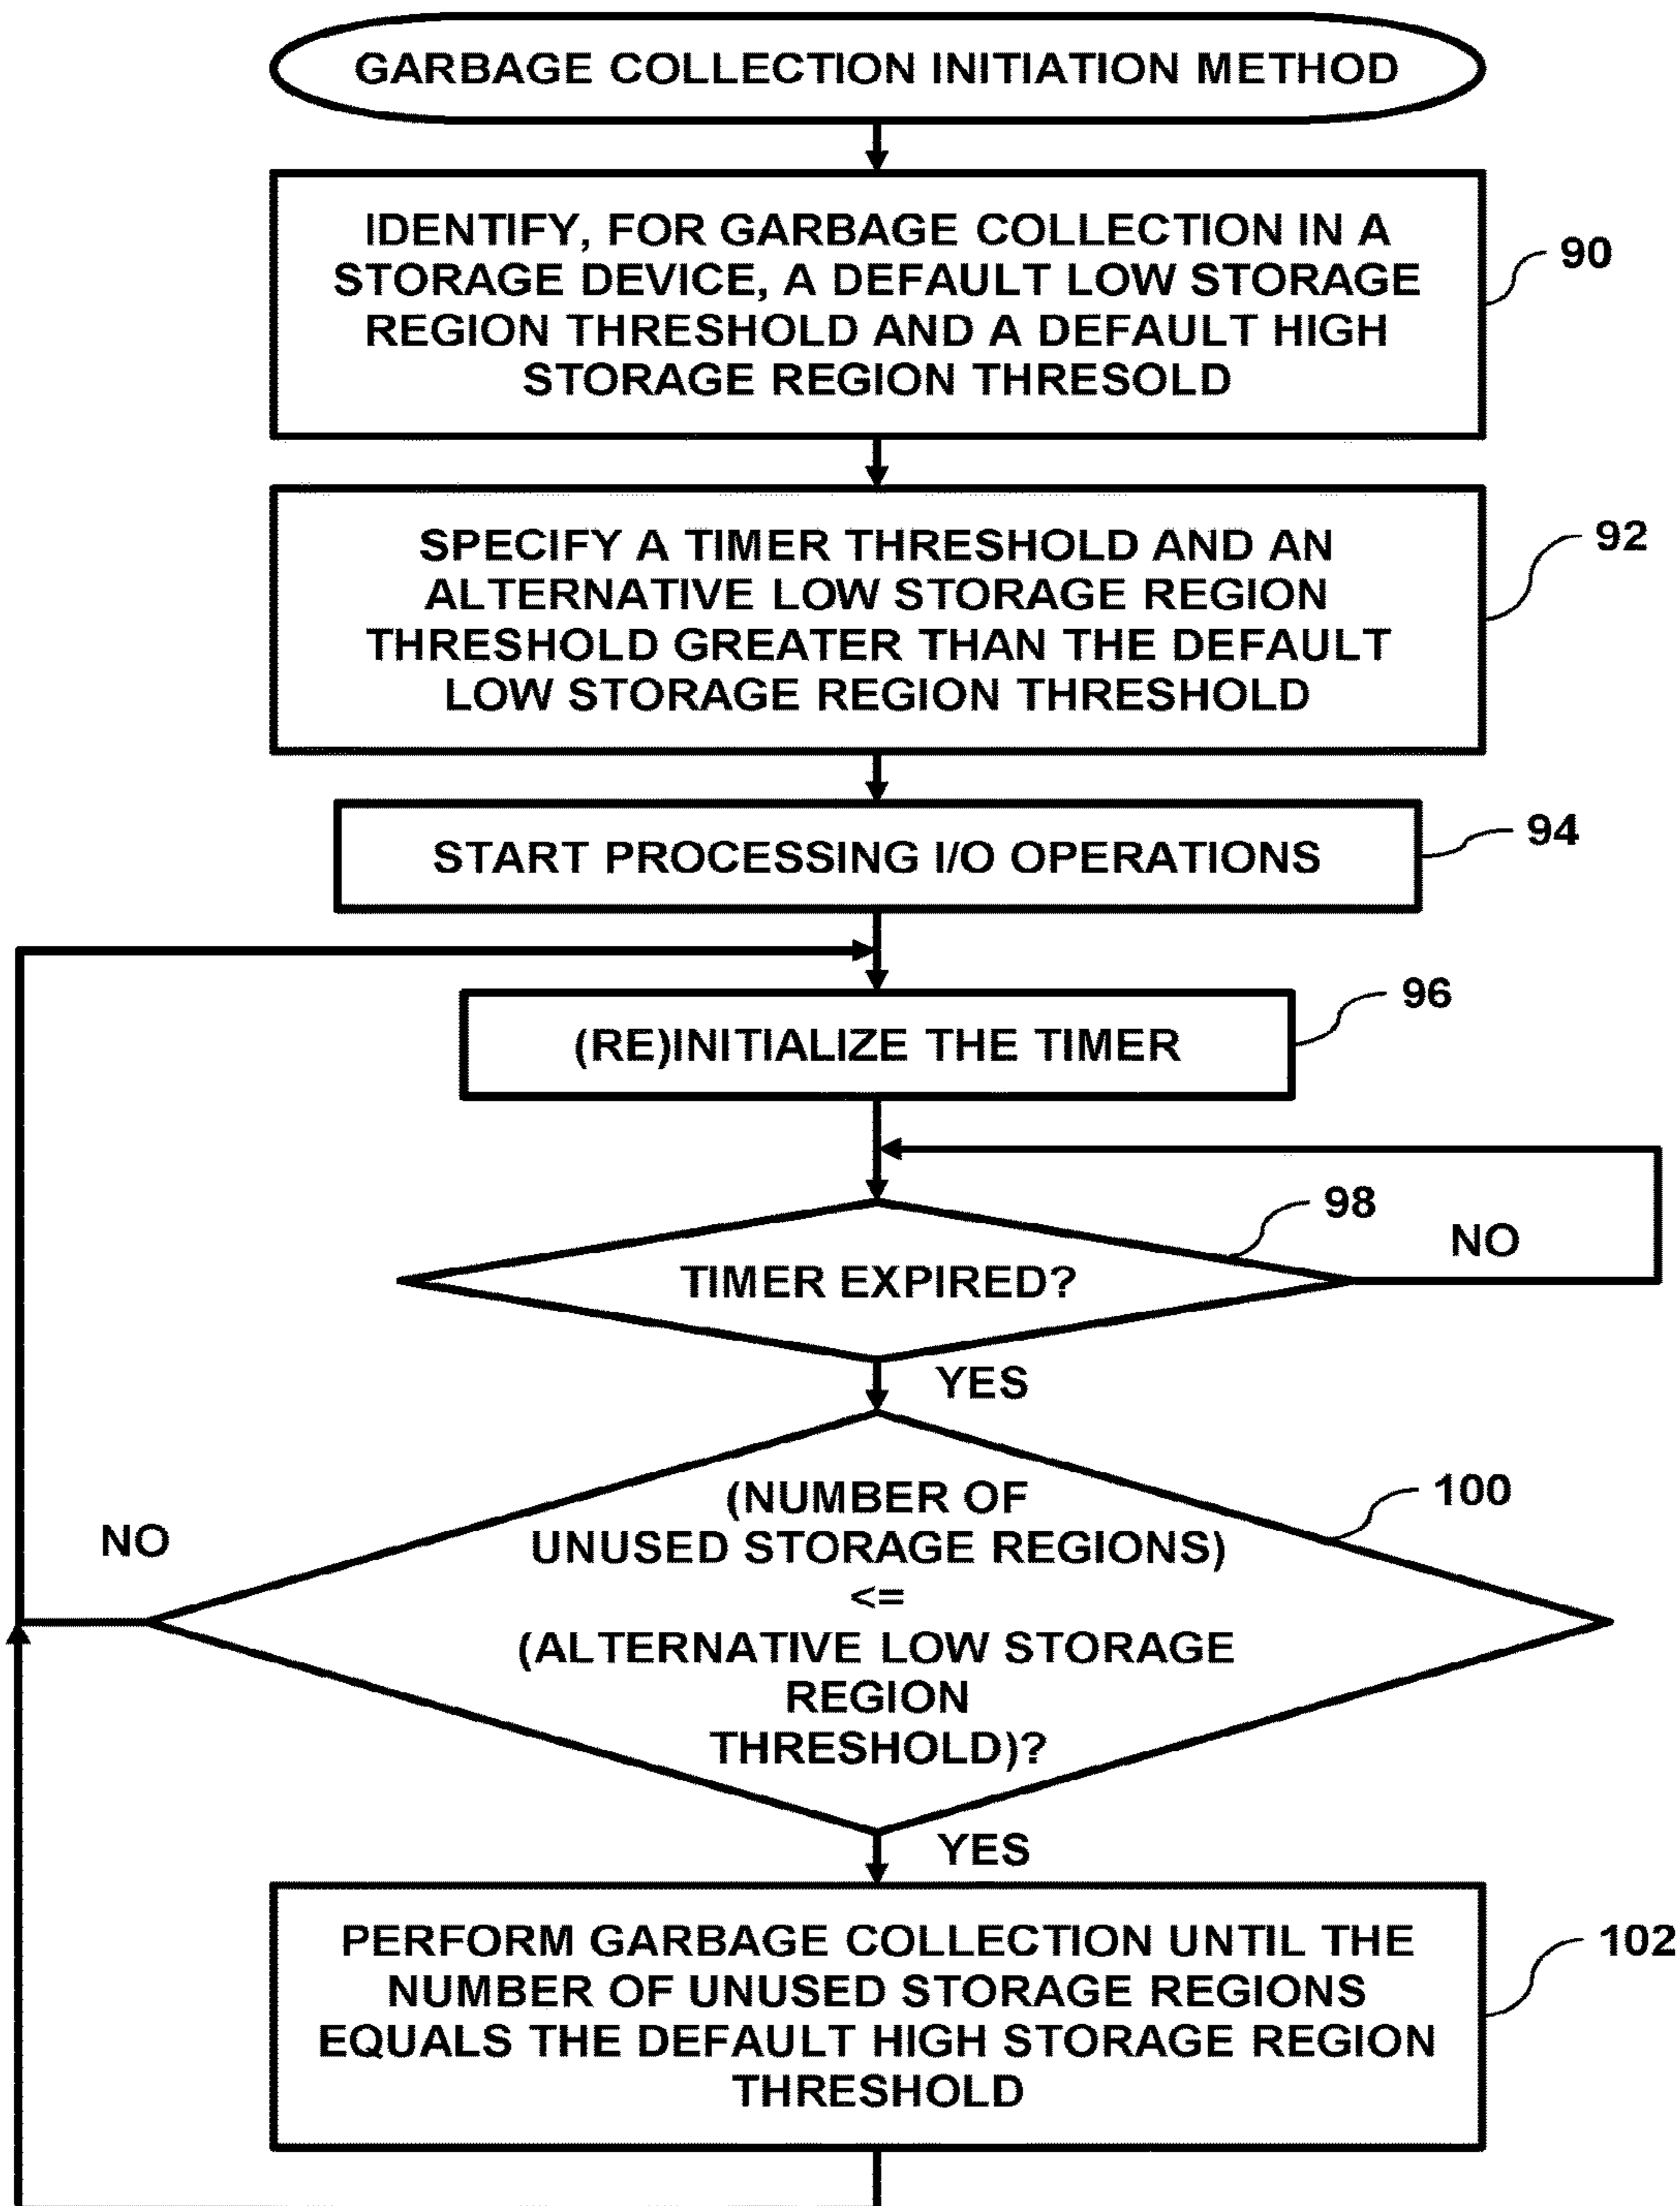 GARBAGE COLLECTION INITIATION METHOD
IDENTIFY, FOR GARBAGE COLLECTION IN A
STORAGE DEVICE, A DEFAULT LOW STORAGE
REGION THRESHOLD AND A DEFAULT HIGH
STORAGE REGION THRESOLD
90
SPECIFY A TIMER THRESHOLD AND AN
ALTERNATIVE LOW STORAGE REGION
THRESHOLD GREATER THAN THE DEFAULT
LOW STORAGE REGION THRESHOLD
92
START PROCESSING I/O OPERATIONS
94
(RE)INITIALIZE THE TIMER
96
TIMER EXPIRED?
98
NO
YES
(NUMBER OF
UNUSED STORAGE REGIONS)
<=
(ALTERNATIVE LOW STORAGE
REGION
THRESHOLD)?
100
NO
YES
PERFORM GARBAGE COLLECTION UNTIL THE
NUMBER OF UNUSED STORAGE REGIONS
EQUALS THE DEFAULT HIGH STORAGE REGION
THRESHOLD
102